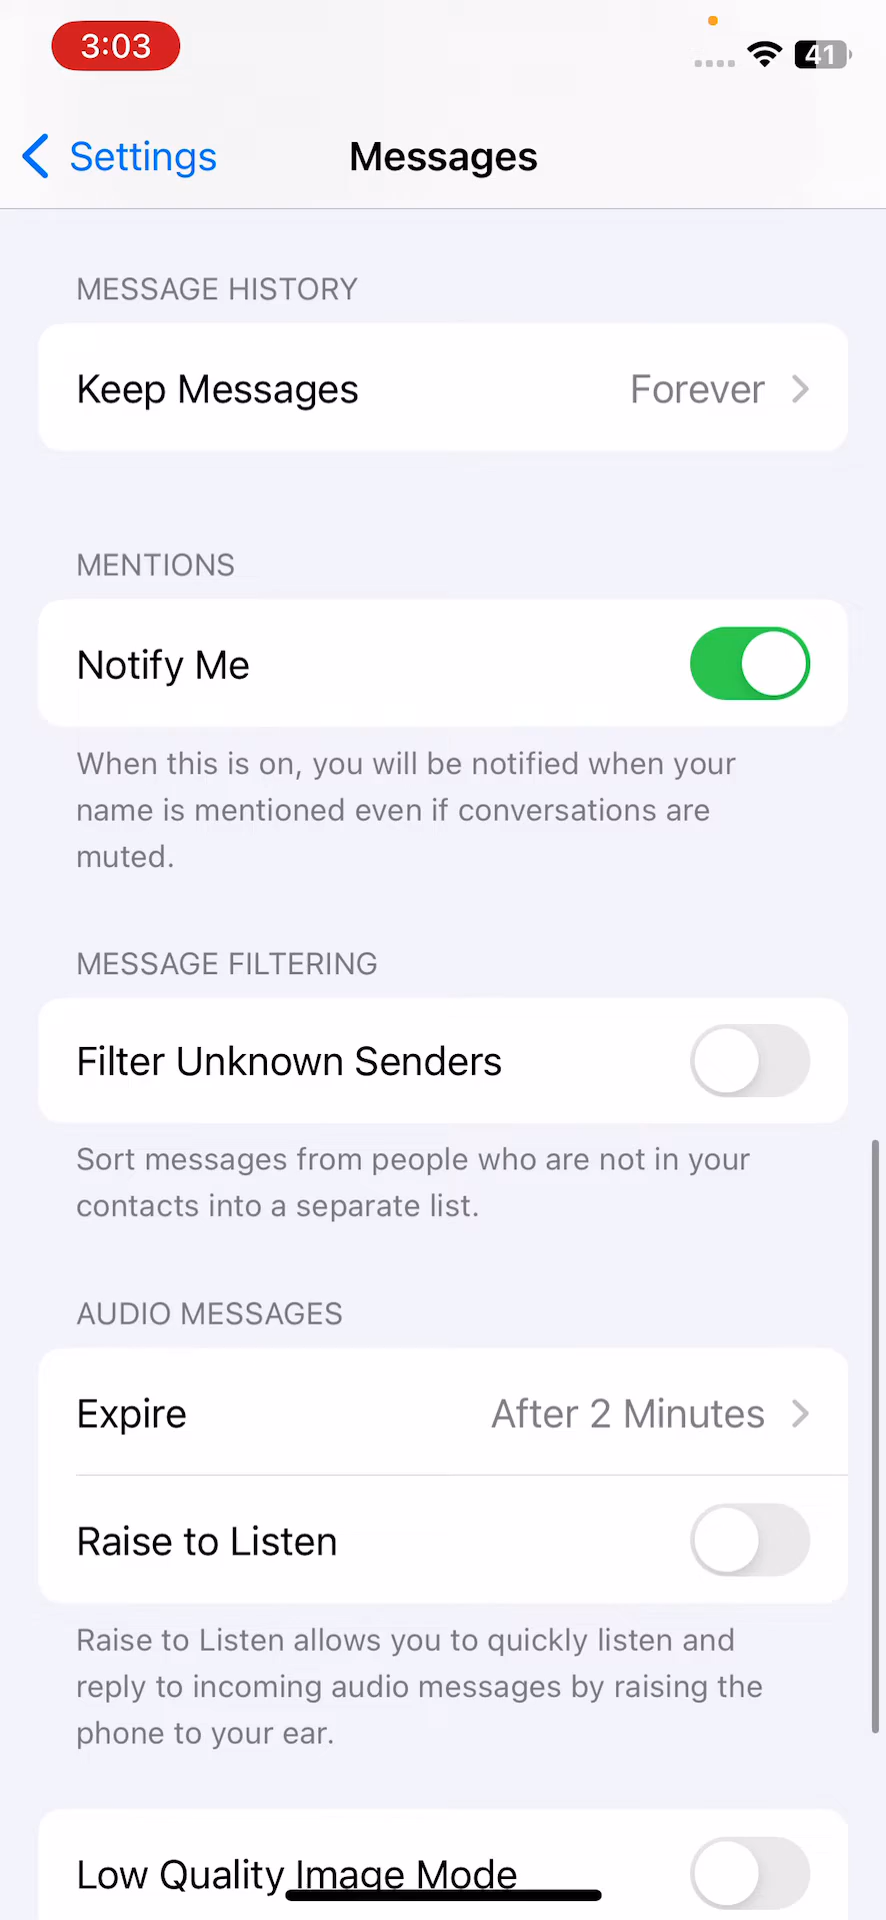 3:03
41
Settings
Messages
MESSAGE HISTORY
Keep Messages Forever
MENTIONS
Notify Me
When this is on, you will be notified when your
name is mentioned even if conversations are
muted.
MESSAGE FILTERING
Filter Unknown Senders
Sort messages from people who are not in your
contacts into a separate list.
AUDIO MESSAGES
Expire After 2 Minutes
Raise to Listen
Raise to Listen allows you to quickly listen and
reply to incoming audio messages by raising the
phone to your ear.
Low Quality Image Mode